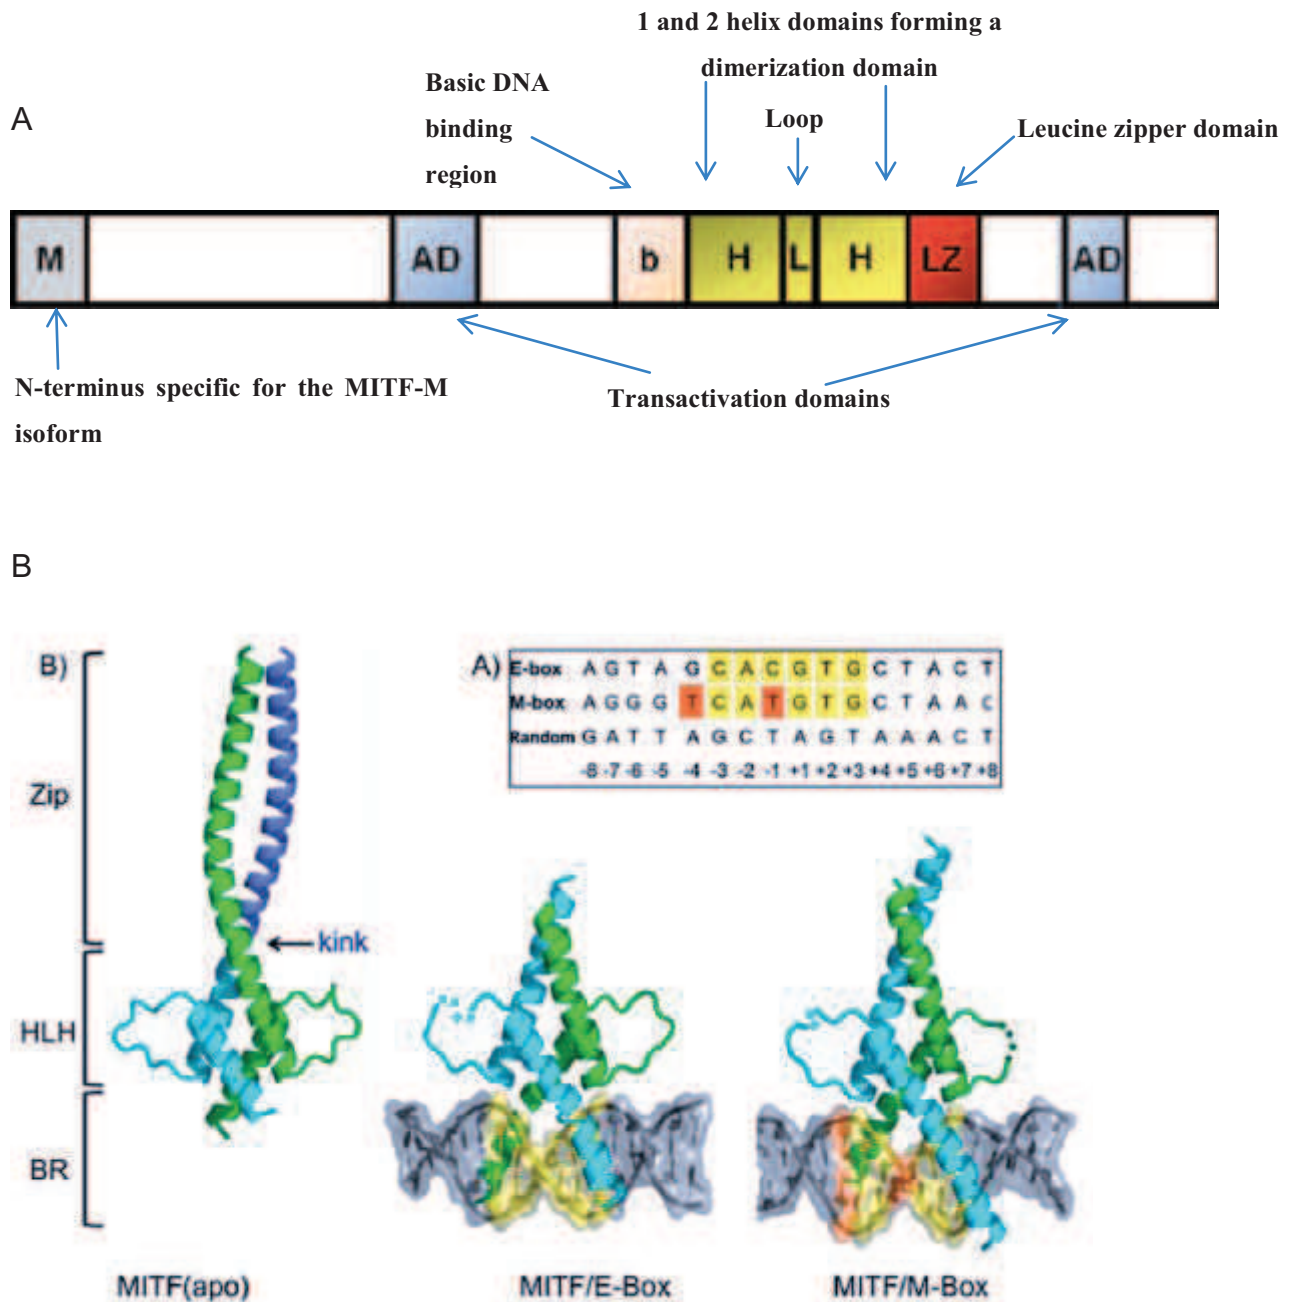 1 and 2 helix domains forming a
dimerization domain
Basic DNA
binding
region
A
Loop
Leucine zipper domain
M AD b H L H LZ AD
N-terminus specific for the MITF-M
isoform
Transactivation domains
B
B)
A)
E-box A G T A G C A C G T G C T A C T
M-box A G G G T C A T G T G C T A A C
Random G A T T A G C T A G T A A A C T
-8 -7 -6 -5 -4 -3 -2 -1 +1 +2 +3 +4 +5 +6 +7 +8
Zip
kink
HLH
BR
MITF(apo)
MITF/E-Box
MITF/M-Box